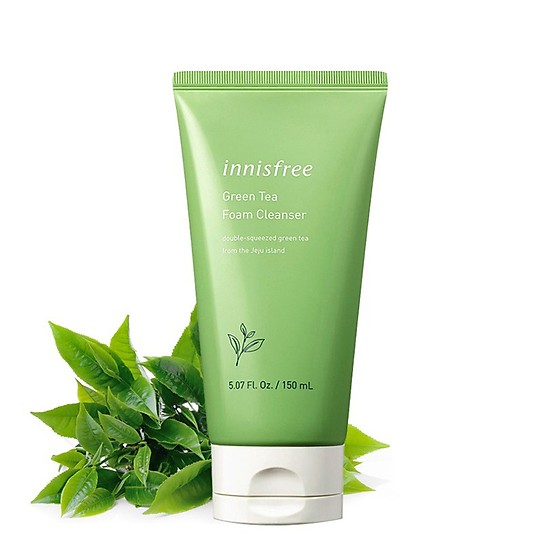 innisfree
Green Tea
Foam Cleanser
double-squeezed green tea
from the Jeju island
5.07 Fl. Oz. / 150 mL